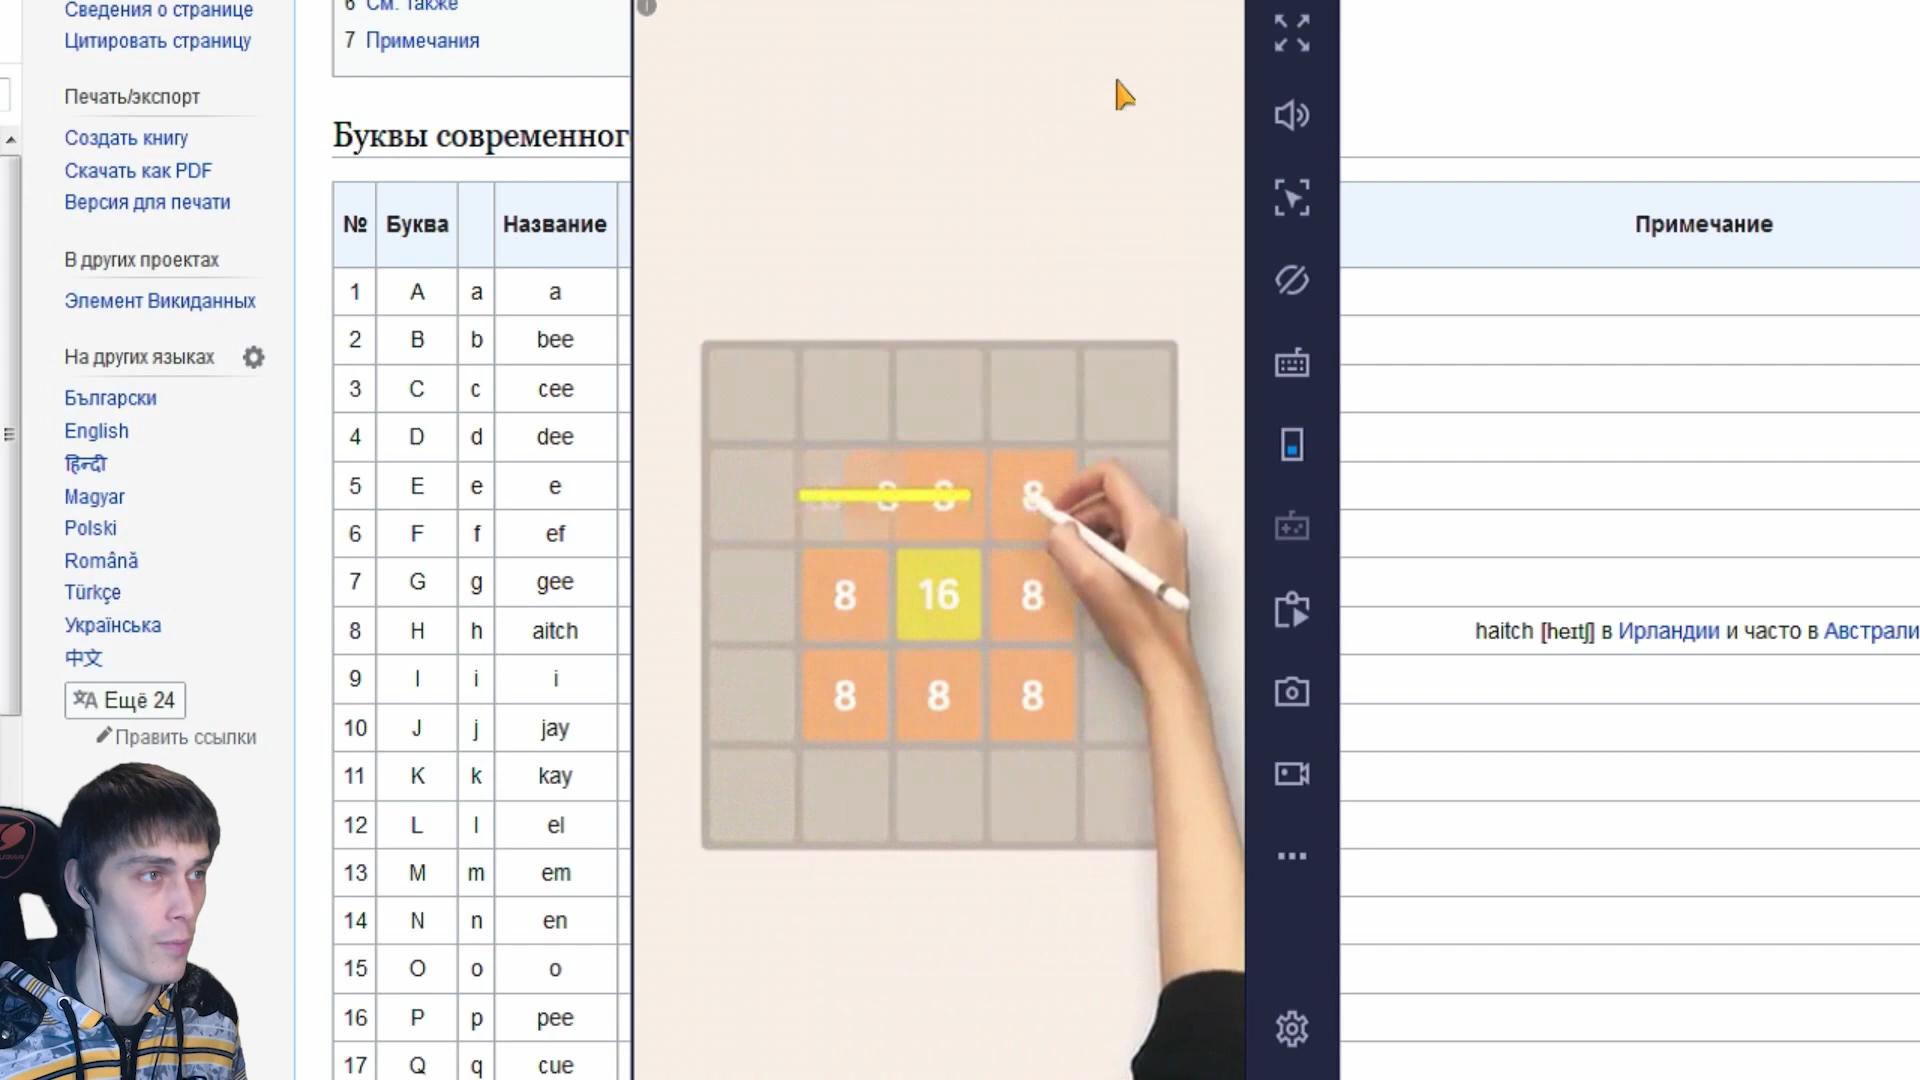 Сведения о странице
Цитировать страницу
Печать/экспорт
Создать книгу
Скачать как PDF
Версия для печати
В других проектах
Элемент Викиданных
На других языках
Български
English
हिन्दी
Magyar
Polski
Română
Türkçe
Українська
中文
Ещё 24
Править ссылки
6 См. также
7 Примечания
Буквы современног
№ Буква Название Примечание
1 A a a
2 B b bee
3 C c cee
4 D d dee
5 E e e
6 F f ef
7 G g gee
8 H h aitch haitch [heɪtʃ] в Ирландии и часто в Австрали
9 I i i
10 J j jay
11 K k kay
12 L l el
13 M m em
14 N n en
15 O o o
16 P p pee
17 Q q cue
8 8 8
8 16 8
8 8 8